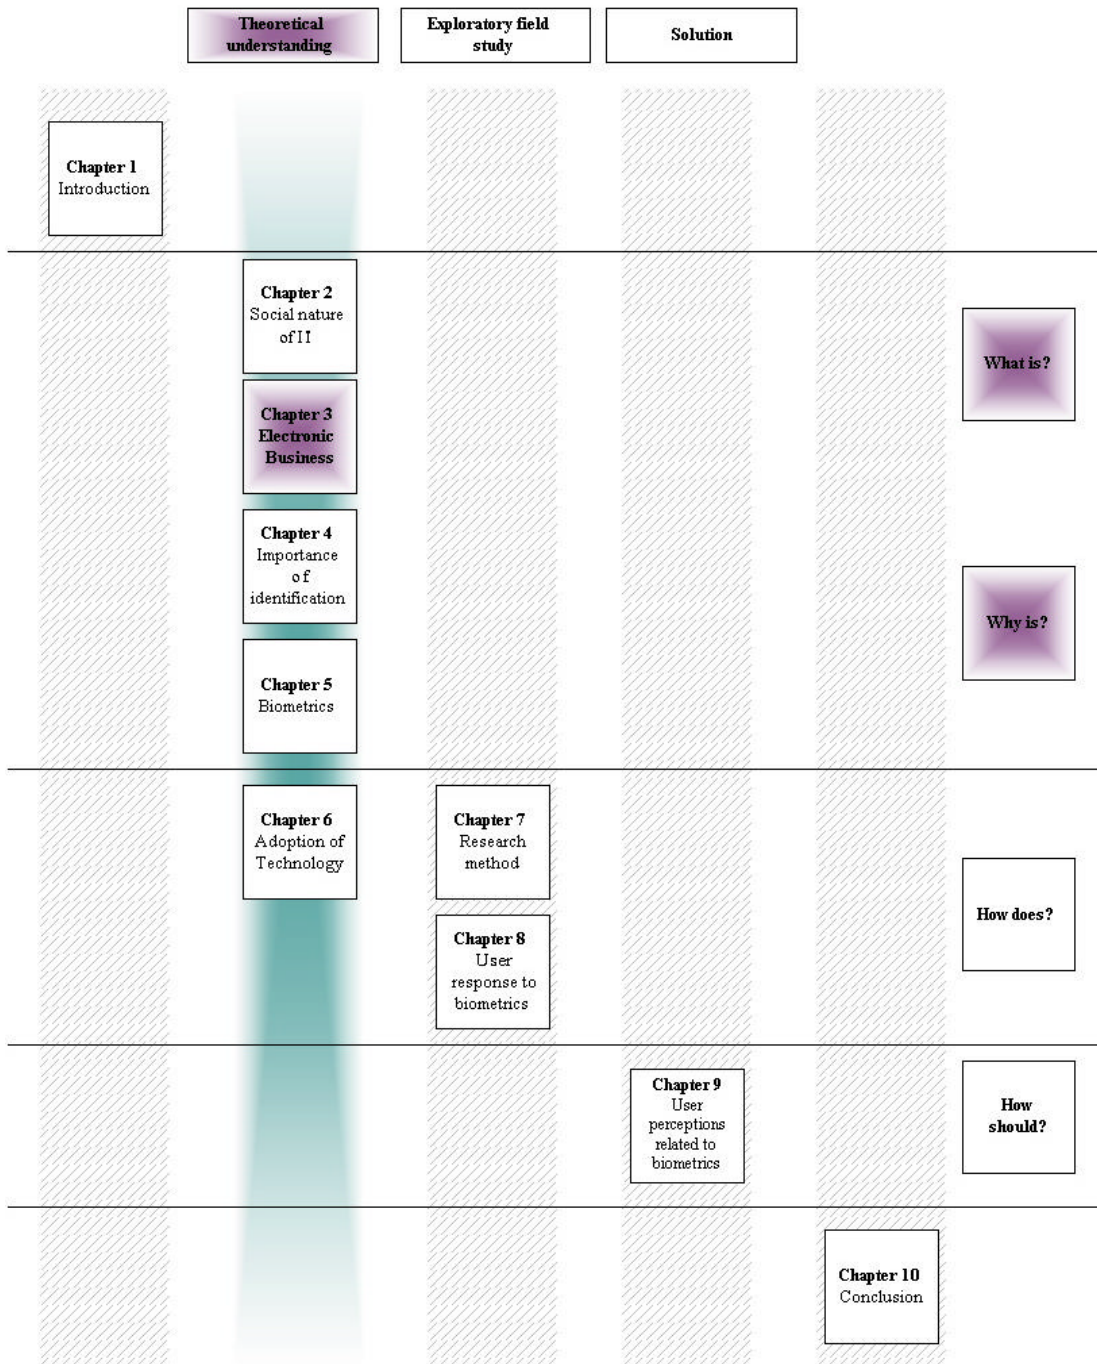 Theoretical
understanding
Exploratory field
study
Solution
Chapter 1
Introduction
Chapter 2
Social nature
of II
What is?
Chapter 3
Electronic
Business
Chapter 4
Importance
of
identification
Why is?
Chapter 5
Biometrics
Chapter 6
Adoption of
Technology
Chapter 7
Research
method
How does?
Chapter 8
User
response to
biometrics
Chapter 9
User
perceptions
related to
biometrics
How
should?
Chapter 10
Conclusion